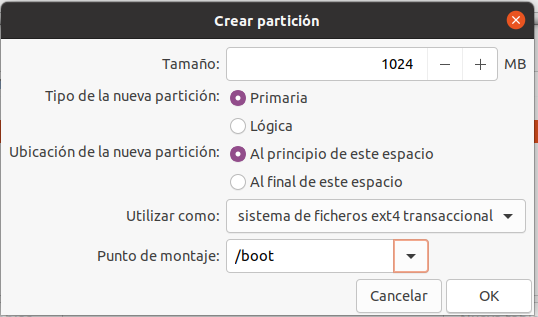 Crear partición
Tamaño: 1024 − + MB
Tipo de la nueva partición: Primaria
Lógica
Ubicación de la nueva partición: Al principio de este espacio
Al final de este espacio
Utilizar como: sistema de ficheros ext4 transaccional
Punto de montaje: /boot
Cancelar OK